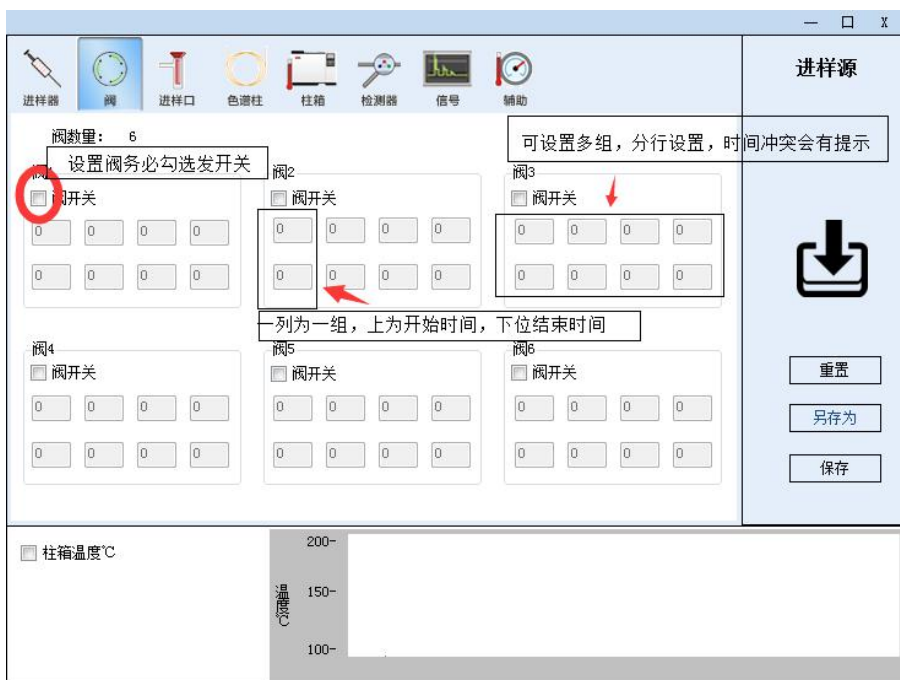 — 口 X
进样器 阀 进样口 色谱柱 柱箱 检测器 信号 辅助
进样源
阀数量： 6
可设置多组，分行设置，时间冲突会有提示
设置阀务必勾选发开关
阀2 阀3
阀开关 阀开关 阀开关
0 0 0 0 0 0 0 0 0 0 0 0
0 0 0 0 0 0 0 0 0 0 0 0
一列为一组，上为开始时间，下位结束时间
阀4 阀5 阀6
阀开关 阀开关 阀开关
0 0 0 0 0 0 0 0 0 0 0 0
0 0 0 0 0 0 0 0 0 0 0 0
重置
另存为
保存
柱箱温度℃
温度℃
200-
150-
100-